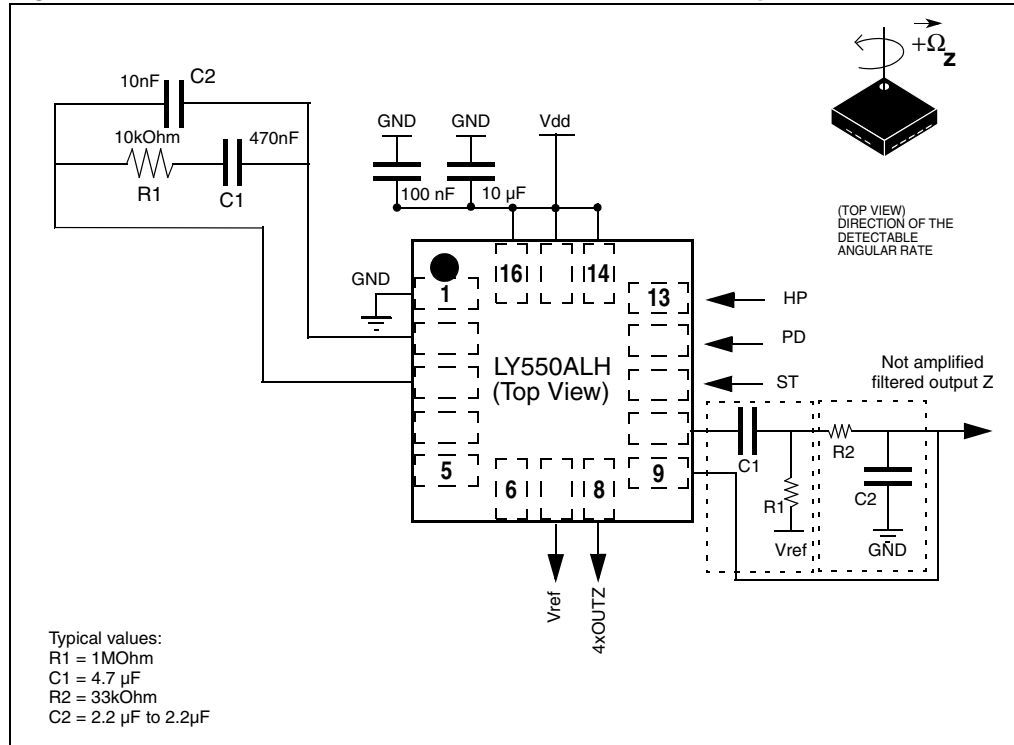 10nF
C2
10kOhm
470nF
R1
C1
GND
GND
Vdd
100 nF
10 µF
+Ωz
(TOP VIEW)
DIRECTION OF THE
DETECTABLE
ANGULAR RATE
GND
1
16
14
13
HP
PD
ST
LY550ALH
(Top View)
5
6
8
9
Not amplified
filtered output Z
C1
R2
R1
C2
Vref
GND
Vref
4xOUTZ
Typical values:
R1 = 1MOhm
C1 = 4.7 µF
R2 = 33kOhm
C2 = 2.2 µF to 2.2µF